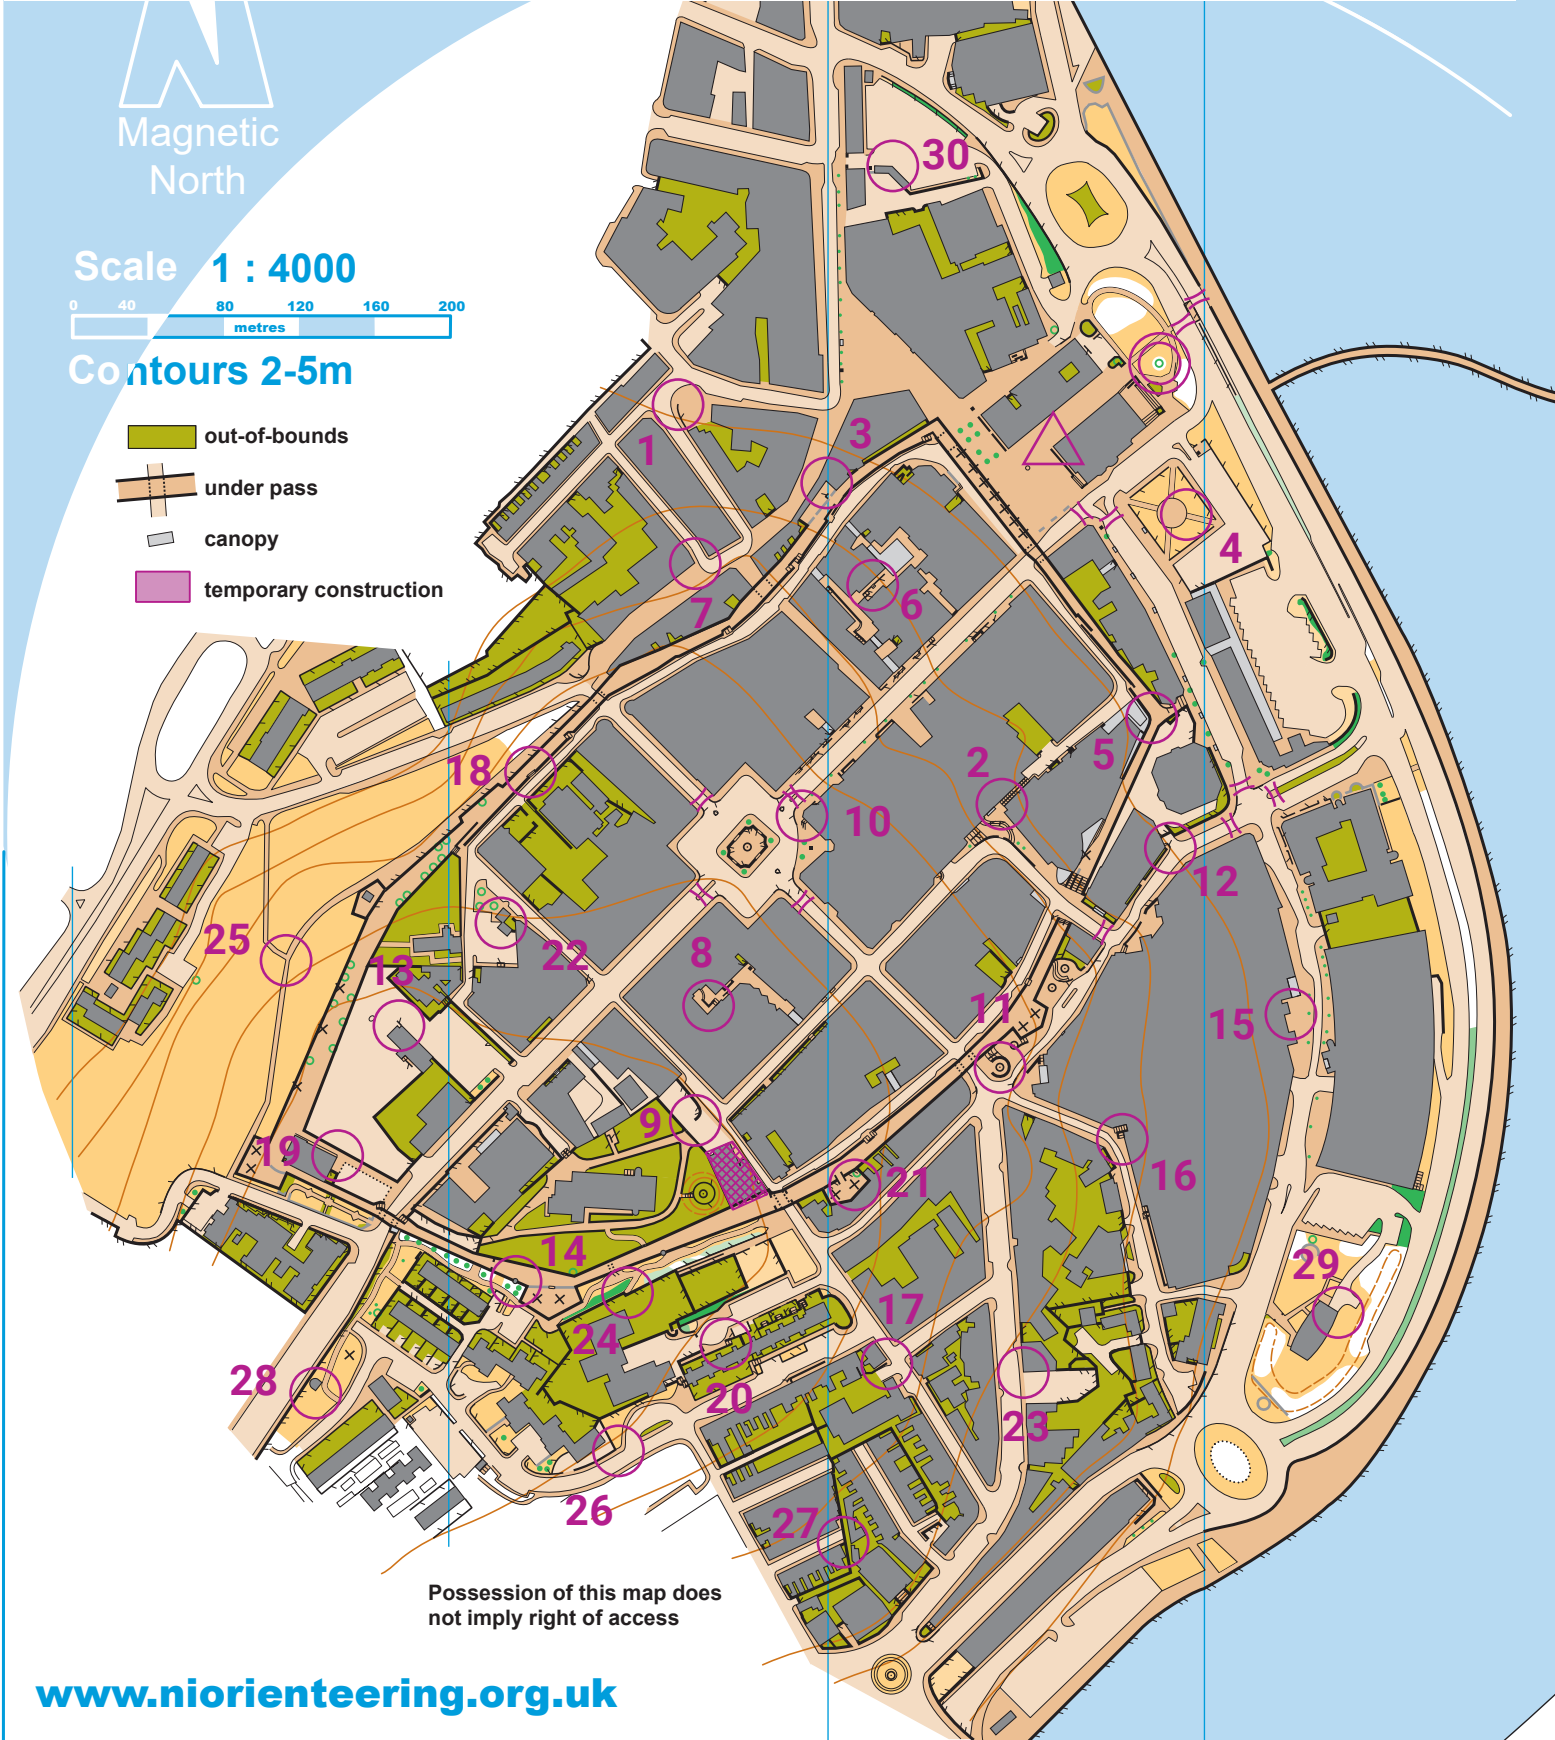 Magnetic
North
Scale 1 : 4000
0 40 80 120 160 200
metres
Contours 2-5m
out-of-bounds
under pass
canopy
temporary construction
30
1
3
4
7
6
18
10
2
5
12
25
13
22
8
11
15
19
9
21
16
14
24
17
29
28
20
23
26
27
Possession of this map does
not imply right of access
www.niorienteering.org.uk